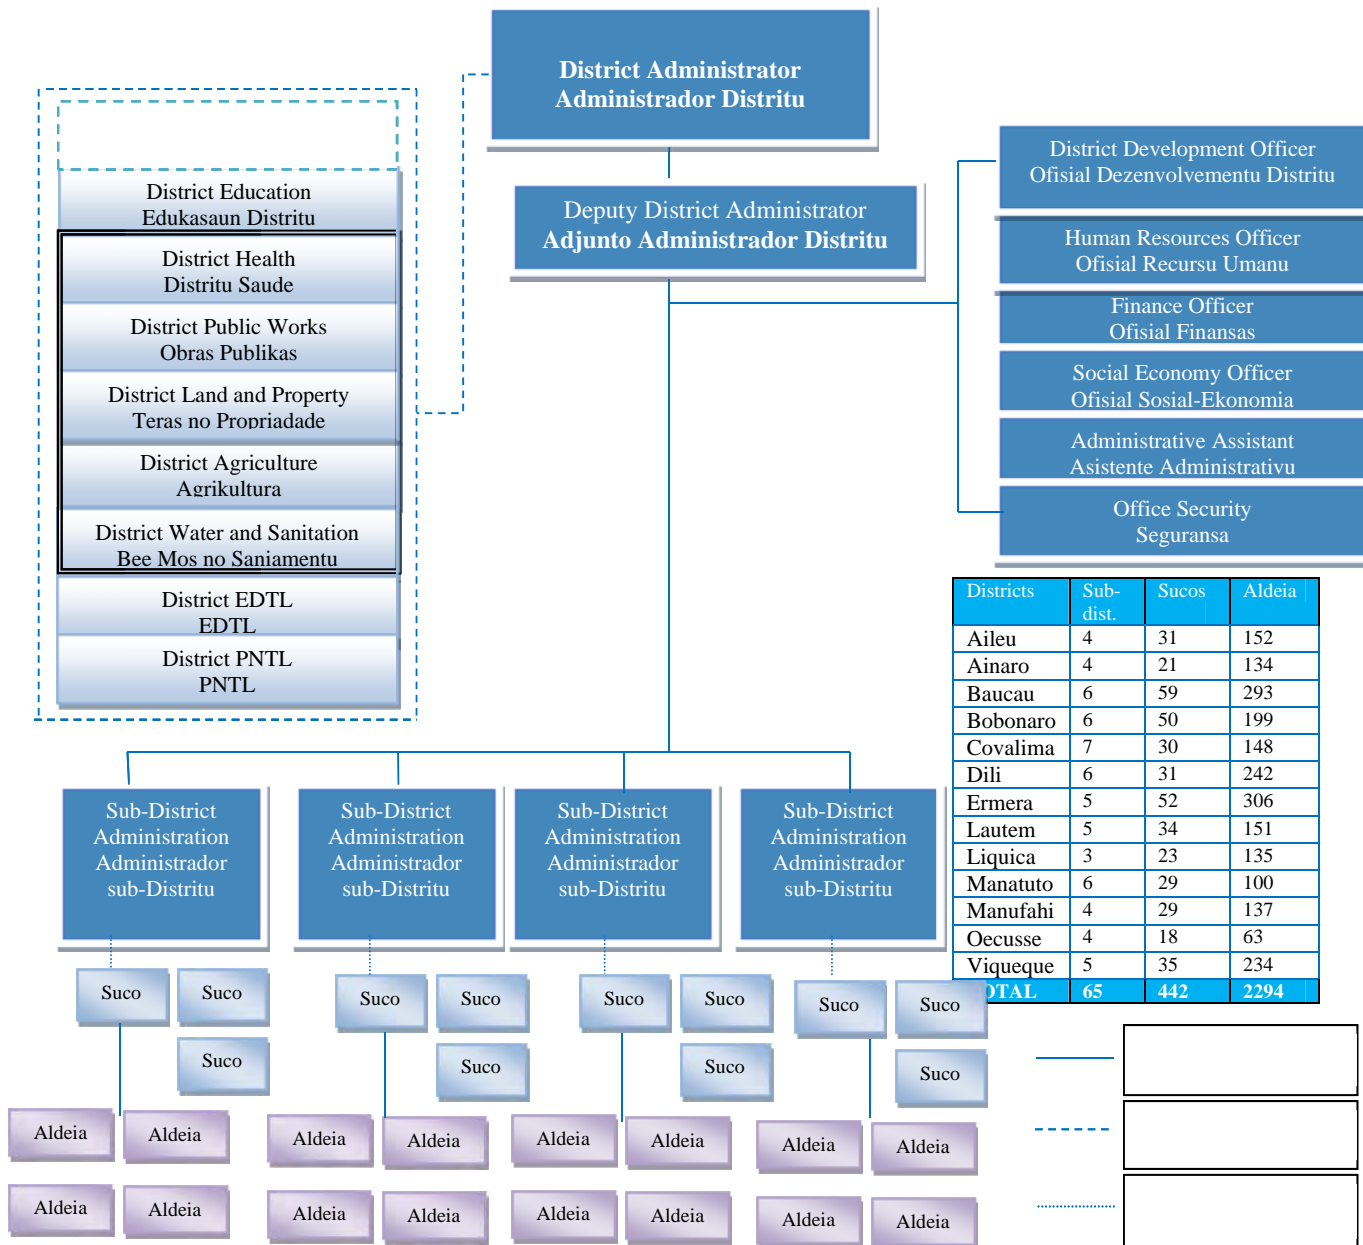 District Administrator
Administrador Distritu
Deputy District Administrator
Adjunto Administrador Distritu
District Education
Edukasaun Distritu
District Health
Distritu Saude
District Public Works
Obras Publikas
District Land and Property
Teras no Propriadade
District Agriculture
Agrikultura
District Water and Sanitation
Bee Mos no Saniamentu
District EDTL
EDTL
District PNTL
PNTL
District Development Officer
Ofisial Dezenvolvementu Distritu
Human Resources Officer
Ofisial Recursu Umanu
Finance Officer
Ofisial Finansas
Social Economy Officer
Ofisial Sosial-Ekonomia
Administrative Assistant
Asistente Administrativu
Office Security
Seguransa
Districts Sub-dist. Sucos Aldeia
Aileu 4 31 152
Ainaro 4 21 134
Baucau 6 59 293
Bobonaro 6 50 199
Covalima 7 30 148
Dili 6 31 242
Ermera 5 52 306
Lautem 5 34 151
Liquica 3 23 135
Manatuto 6 29 100
Manufahi 4 29 137
Oecusse 4 18 63
Viqueque 5 35 234
TOTAL 65 442 2294
Sub-District
Administration
Administrador
sub-Distritu
Sub-District
Administration
Administrador
sub-Distritu
Sub-District
Administration
Administrador
sub-Distritu
Sub-District
Administration
Administrador
sub-Distritu
Suco Suco Suco Suco Suco Suco Suco Suco
Suco Suco Suco Suco
Aldeia Aldeia Aldeia Aldeia Aldeia Aldeia Aldeia Aldeia
Aldeia Aldeia Aldeia Aldeia Aldeia Aldeia Aldeia Aldeia